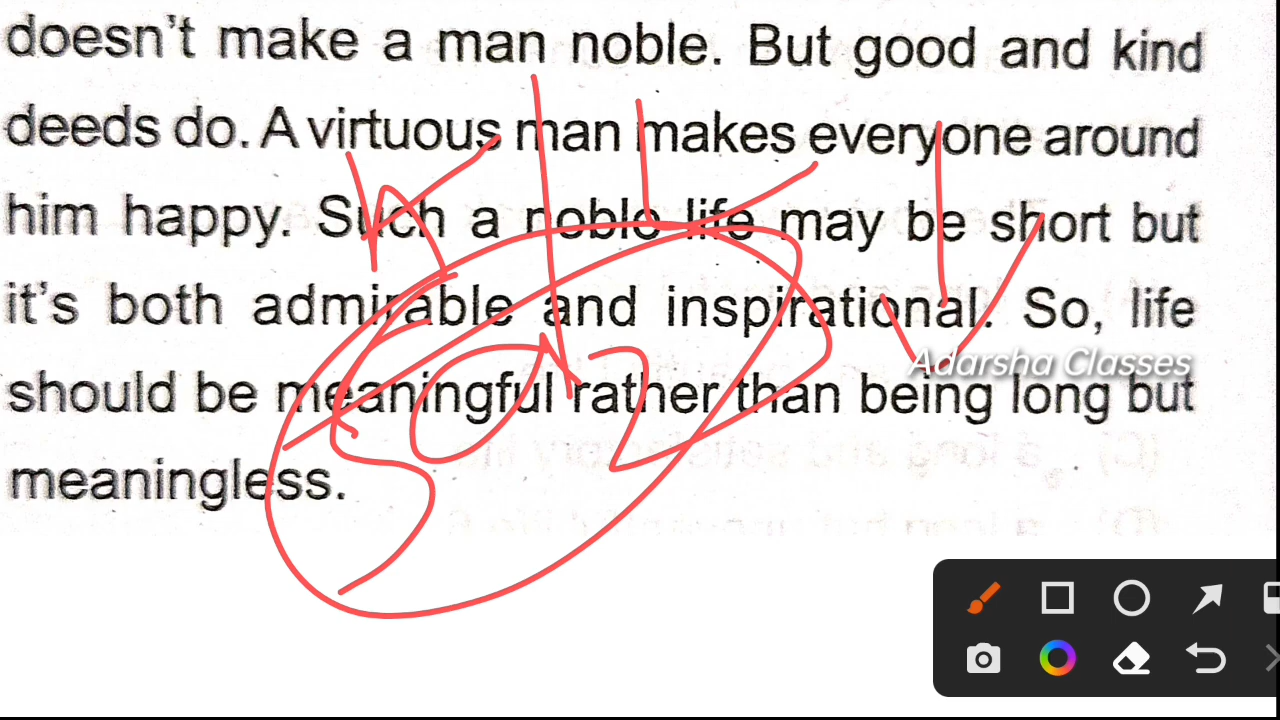 doesn't make a man noble. But good and kind
deeds do. A virtuous man makes everyone around
him happy. Such a noble life may be short but
it's both admirable and inspirational. So, life
Adarsha Classes
should be meaningful rather than being long but
meaningless.